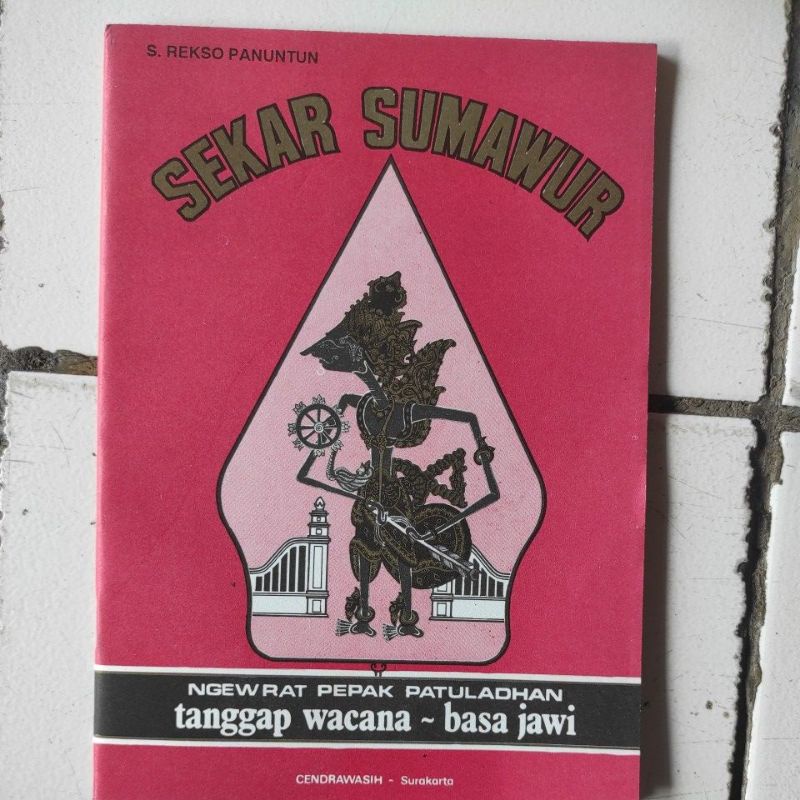 S. REKSO PANUNTUN
SEKAR SUMAWUR
NGEWRAT PEPAK PATULADHAN
tanggap wacana ~ basa jawi
CENDRAWASIH - Surakarta